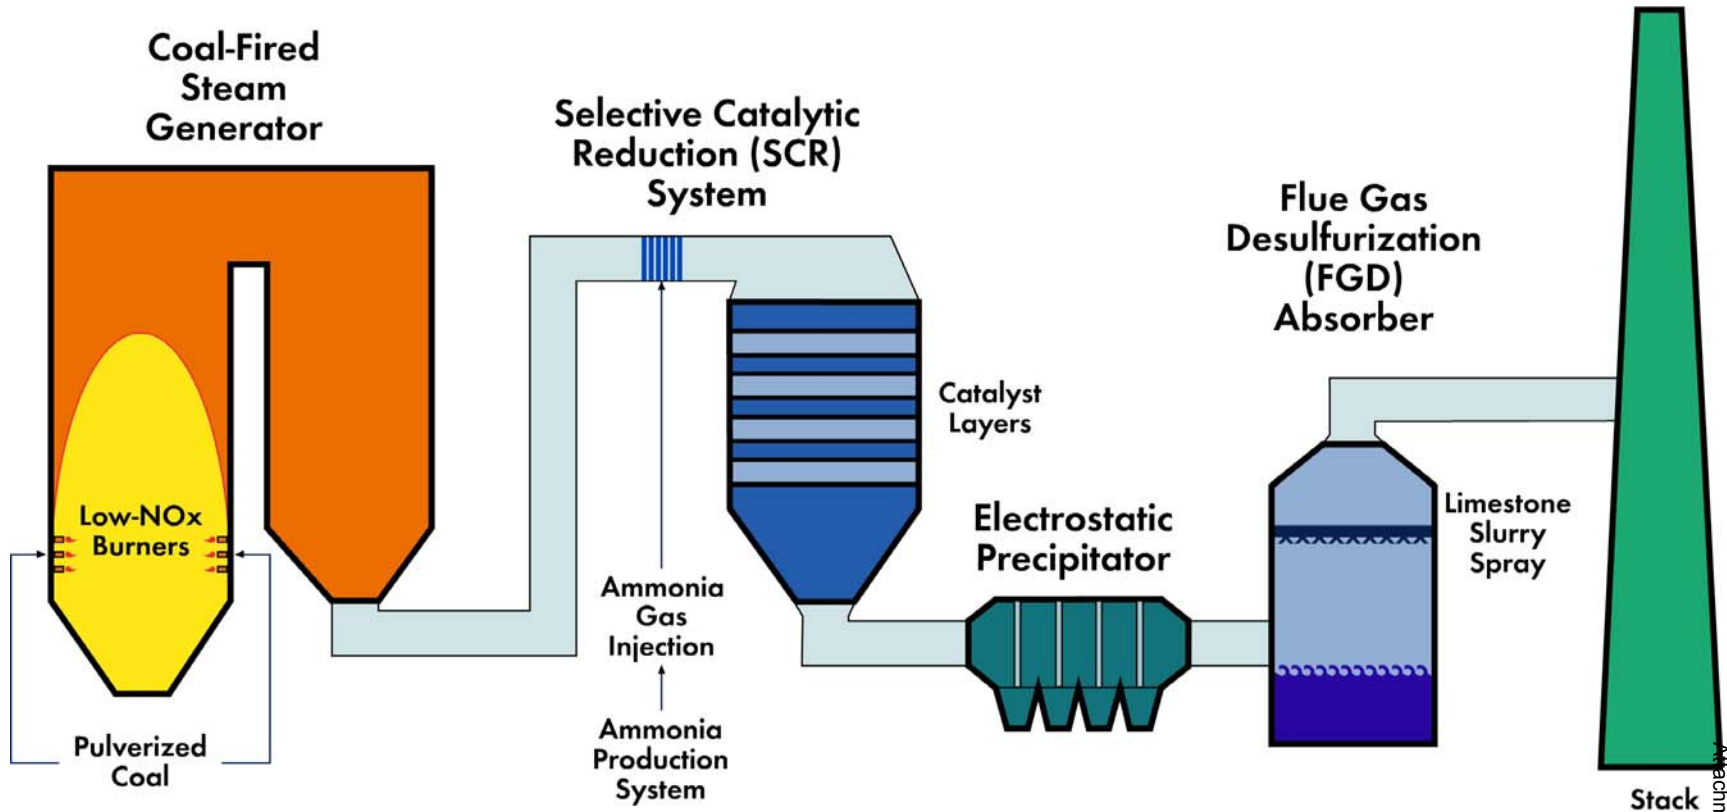 Coal-Fired
Steam
Generator
Selective Catalytic
Reduction (SCR)
System
Flue Gas
Desulfurization
(FGD)
Absorber
Catalyst
Layers
Low-NOx
Burners
Electrostatic
Precipitator
Limestone
Slurry
Spray
Ammonia
Gas
Injection
Ammonia
Production
System
Pulverized
Coal
Stack